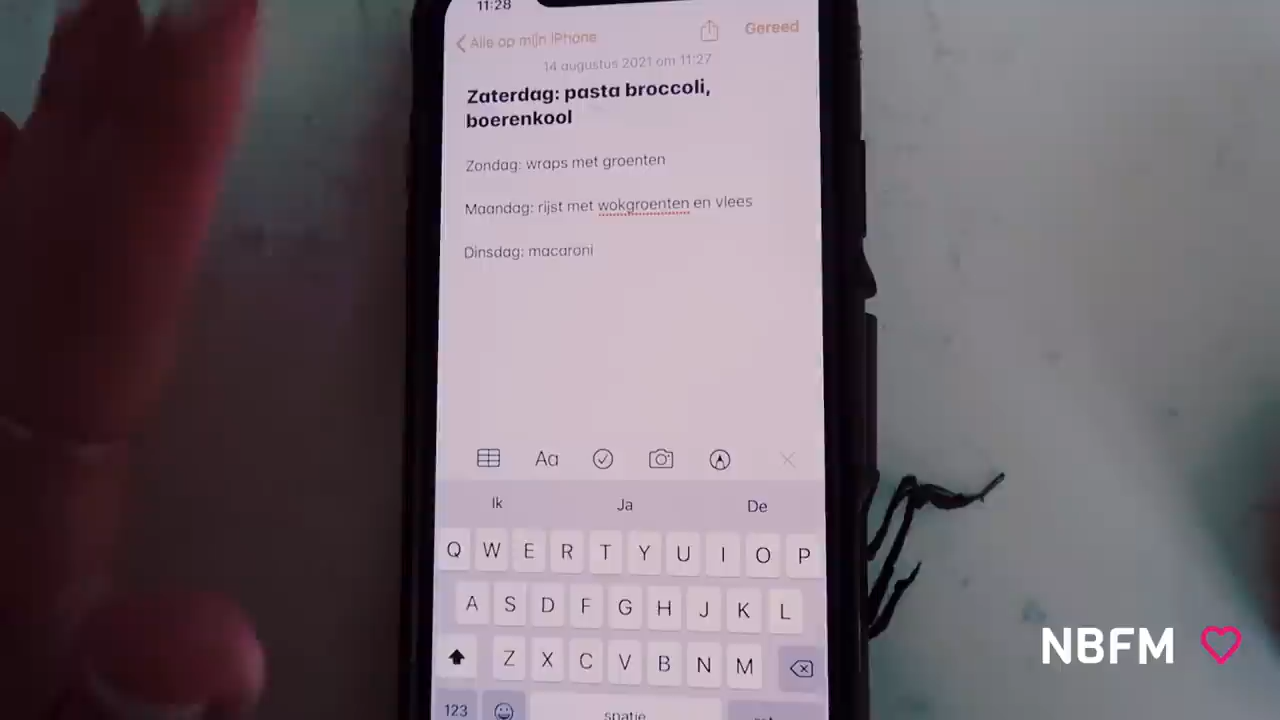 11:28
Alle op mijn iPhone
Gereed
14 augustus 2021 om 11:27
Zaterdag: pasta broccoli,
boerenkool
Zondag: wraps met groenten
Maandag: rijst met wokgroenten en vlees
Dinsdag: macaroni
Aa
Ik Ja De
Q W E R T Y U I O P
A S D F G H J K L
Z X C V B N M
123 spatie
NBFM